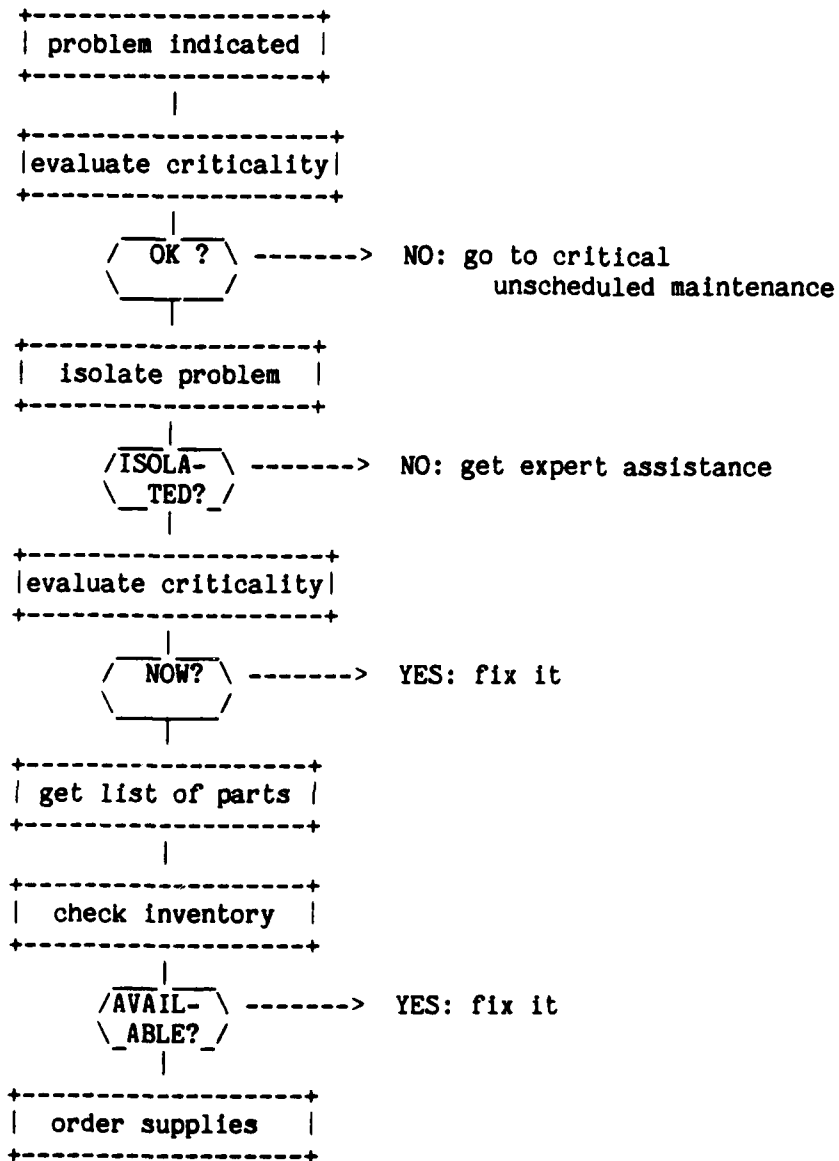 problem indicated
evaluate criticality
OK ? -------> NO: go to critical
unscheduled maintenance
isolate problem
ISOLA- -------> NO: get expert assistance
TED?
evaluate criticality
NOW? -------> YES: fix it
get list of parts
check inventory
AVAIL- -------> YES: fix it
ABLE?
order supplies